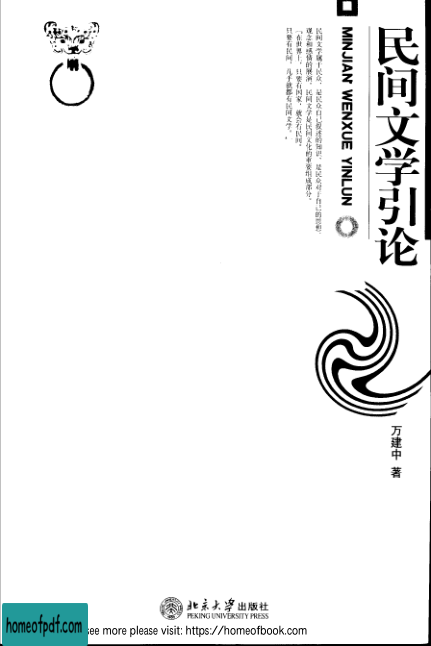 民间文学引论
MINJIAN WENXUE YINLUN
民间文学属于民众，是民众自己叙述的知识，是民众对于自己的思想、
观念和感情的展演。民间文学是民间文化的重要组成部分。
“在世界上，只要有国家，就会有民间，
只要有民间，几乎就都有民间文学。”
万建中 著
北京大学出版社
PEKING UNIVERSITY PRESS
homeofpdf.com
see more please visit: https://homeofbook.com